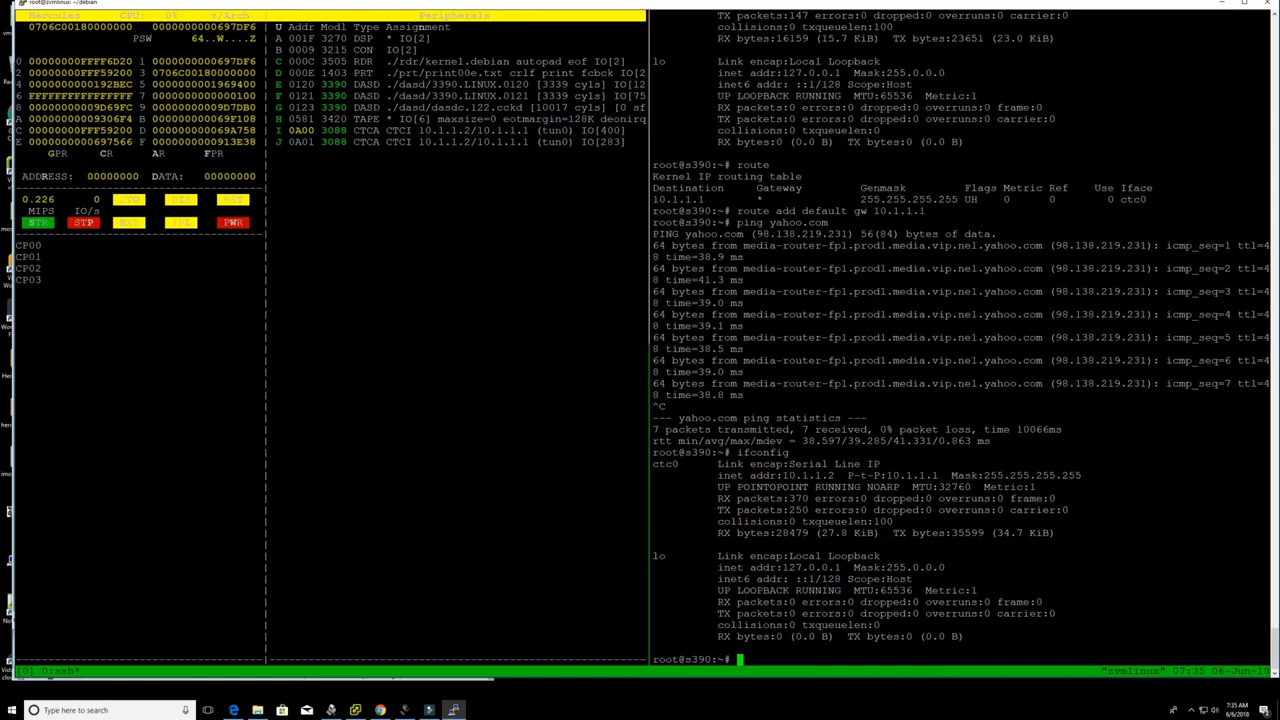 root@zvmlinux:~/debian
Hercules CPU: 08 z/Arch
0706C00180000000 0000000000697DF6
PSW 64..W....Z
0 00000000FFFF6D20 1 0000000000697DF6
2 00000000FFF59200 3 0706C00180000000
4 0000000000192BEC 5 0000000001969400
6 FFFFFFFFFFFFFFFF 7 0000000000000100
8 00000000009D69FC 9 00000000009D7DB0
A 00000000009306F4 B 000000000069F108
C 00000000FFF59200 D 000000000069A758
E 0000000000697566 F 0000000000913E38
GPR CR AR FPR
ADDRESS: 00000000 DATA: 00000000
0.226 0 STO DIS RST
MIPS IO/s
STR STP EXT IPL PWR
CP00
CP01
CP02
CP03
Peripherals
U Addr Modl Type Assignment
A 001F 3270 DSP * IO[2]
B 0009 3215 CON IO[2]
C 000C 3505 RDR ./rdr/kernel.debian autopad eof IO[2]
D 000E 1403 PRT ./prt/print00e.txt crlf print fcbck IO[2
E 0120 3390 DASD ./dasd/3390.LINUX.0120 [3339 cyls] IO[12
F 0121 3390 DASD ./dasd/3390.LINUX.0121 [3339 cyls] IO[75
G 0123 3390 DASD ./dasd/dasdc.122.cckd [10017 cyls] [0 sf
H 0581 3420 TAPE * IO[6] maxsize=0 eotmargin=128K deonirq
I 0A00 3088 CTCA CTCI 10.1.1.2/10.1.1.1 (tun0) IO[400]
J 0A01 3088 CTCA CTCI 10.1.1.2/10.1.1.1 (tun0) IO[283]
TX packets:147 errors:0 dropped:0 overruns:0 carrier:0
collisions:0 txqueuelen:100
RX bytes:16159 (15.7 KiB) TX bytes:23651 (23.0 KiB)
lo Link encap:Local Loopback
inet addr:127.0.0.1 Mask:255.0.0.0
inet6 addr: ::1/128 Scope:Host
UP LOOPBACK RUNNING MTU:65536 Metric:1
RX packets:0 errors:0 dropped:0 overruns:0 frame:0
TX packets:0 errors:0 dropped:0 overruns:0 carrier:0
collisions:0 txqueuelen:0
RX bytes:0 (0.0 B) TX bytes:0 (0.0 B)
root@s390:~# route
Kernel IP routing table
Destination Gateway Genmask Flags Metric Ref Use Iface
10.1.1.1 * 255.255.255.255 UH 0 0 0 ctc0
root@s390:~# route add default gw 10.1.1.1
root@s390:~# ping yahoo.com
PING yahoo.com (98.138.219.231) 56(84) bytes of data.
64 bytes from media-router-fp1.prod1.media.vip.ne1.yahoo.com (98.138.219.231): icmp_seq=1 ttl=4
8 time=38.9 ms
64 bytes from media-router-fp1.prod1.media.vip.ne1.yahoo.com (98.138.219.231): icmp_seq=2 ttl=4
8 time=41.3 ms
64 bytes from media-router-fp1.prod1.media.vip.ne1.yahoo.com (98.138.219.231): icmp_seq=3 ttl=4
8 time=39.0 ms
64 bytes from media-router-fp1.prod1.media.vip.ne1.yahoo.com (98.138.219.231): icmp_seq=4 ttl=4
8 time=39.1 ms
64 bytes from media-router-fp1.prod1.media.vip.ne1.yahoo.com (98.138.219.231): icmp_seq=5 ttl=4
8 time=38.5 ms
64 bytes from media-router-fp1.prod1.media.vip.ne1.yahoo.com (98.138.219.231): icmp_seq=6 ttl=4
8 time=39.0 ms
64 bytes from media-router-fp1.prod1.media.vip.ne1.yahoo.com (98.138.219.231): icmp_seq=7 ttl=4
8 time=38.8 ms
^C
--- yahoo.com ping statistics ---
7 packets transmitted, 7 received, 0% packet loss, time 10066ms
rtt min/avg/max/mdev = 38.597/39.285/41.331/0.863 ms
root@s390:~# ifconfig
ctc0 Link encap:Serial Line IP
inet addr:10.1.1.2 P-t-P:10.1.1.1 Mask:255.255.255.255
UP POINTOPOINT RUNNING NOARP MTU:32760 Metric:1
RX packets:370 errors:0 dropped:0 overruns:0 frame:0
TX packets:250 errors:0 dropped:0 overruns:0 carrier:0
collisions:0 txqueuelen:100
RX bytes:28479 (27.8 KiB) TX bytes:35599 (34.7 KiB)
lo Link encap:Local Loopback
inet addr:127.0.0.1 Mask:255.0.0.0
inet6 addr: ::1/128 Scope:Host
UP LOOPBACK RUNNING MTU:65536 Metric:1
RX packets:0 errors:0 dropped:0 overruns:0 frame:0
TX packets:0 errors:0 dropped:0 overruns:0 carrier:0
collisions:0 txqueuelen:0
RX bytes:0 (0.0 B) TX bytes:0 (0.0 B)
root@s390:~#
[0] 0:ssh* "zvmlinux" 07:35 06-Jun-18
Type here to search
7:35 AM
6/6/2018